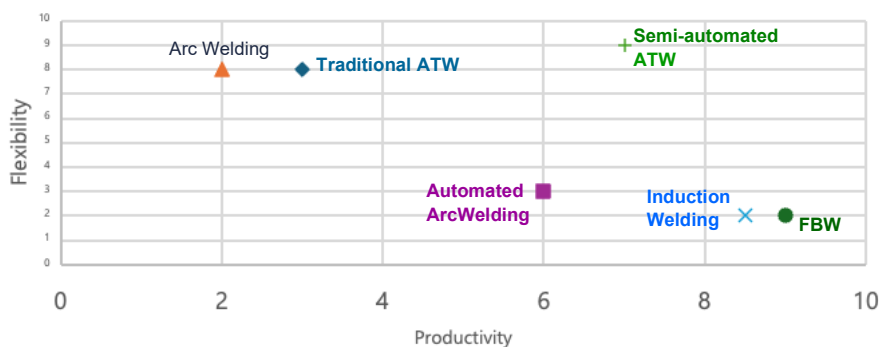 10
9
8
7
6
5
4
3
2
1
0
Flexibility
Arc Welding
Traditional ATW
Semi-automated
ATW
Automated
ArcWelding
Induction
Welding
FBW
0 2 4 6 8 10
Productivity